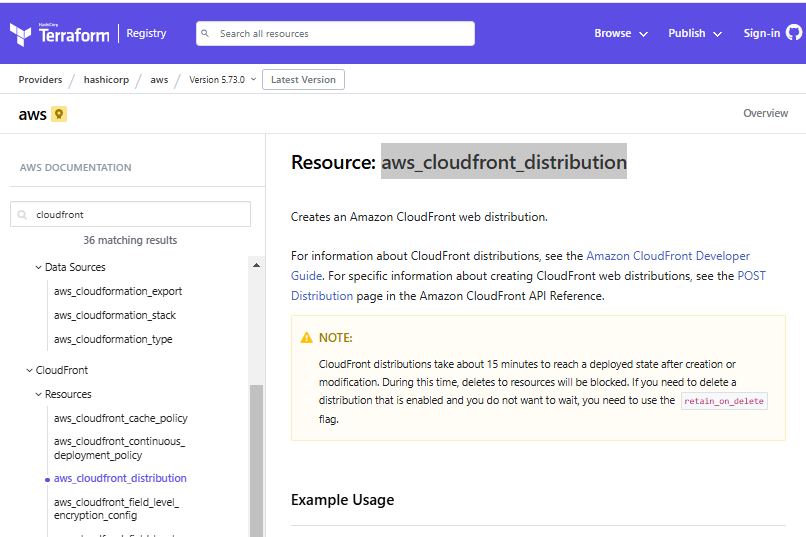 HashiCorp
Terraform
Registry
Search all resources
Browse
Publish
Sign-in
Providers / hashicorp / aws / Version 5.73.0
Latest Version
aws
Overview
AWS DOCUMENTATION
cloudfront
36 matching results
Data Sources
aws_cloudformation_export
aws_cloudformation_stack
aws_cloudformation_type
CloudFront
Resources
aws_cloudfront_cache_policy
aws_cloudfront_continuous_
deployment_policy
aws_cloudfront_distribution
aws_cloudfront_field_level_
encryption_config
Resource: aws_cloudfront_distribution
Creates an Amazon CloudFront web distribution.
For information about CloudFront distributions, see the Amazon CloudFront Developer
Guide. For specific information about creating CloudFront web distributions, see the POST
Distribution page in the Amazon CloudFront API Reference.
NOTE:
CloudFront distributions take about 15 minutes to reach a deployed state after creation or
modification. During this time, deletes to resources will be blocked. If you need to delete a
distribution that is enabled and you do not want to wait, you need to use the retain_on_delete
flag.
Example Usage